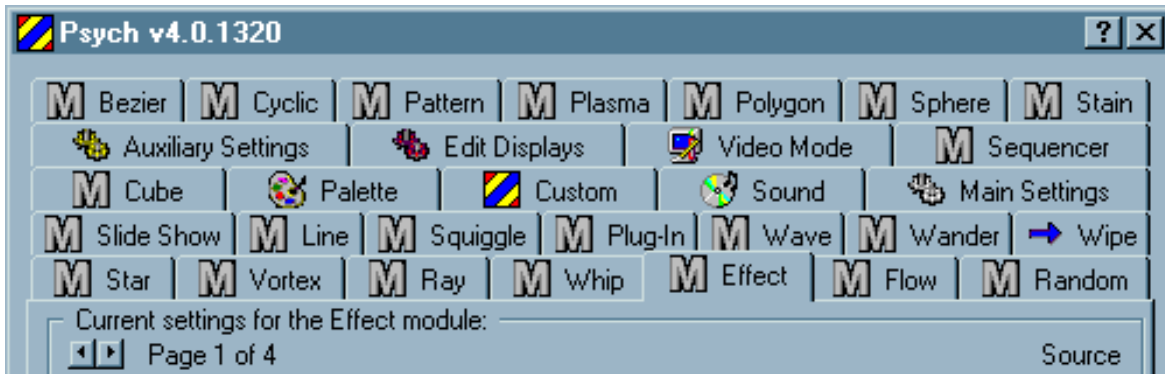 Psych v4.0.1320
Bezier Cyclic Pattern Plasma Polygon Sphere Stain
Auxiliary Settings Edit Displays Video Mode Sequencer
Cube Palette Custom Sound Main Settings
Slide Show Line Squiggle Plug-In Wave Wander Wipe
Star Vortex Ray Whip Effect Flow Random
Current settings for the Effect module:
Page 1 of 4 Source